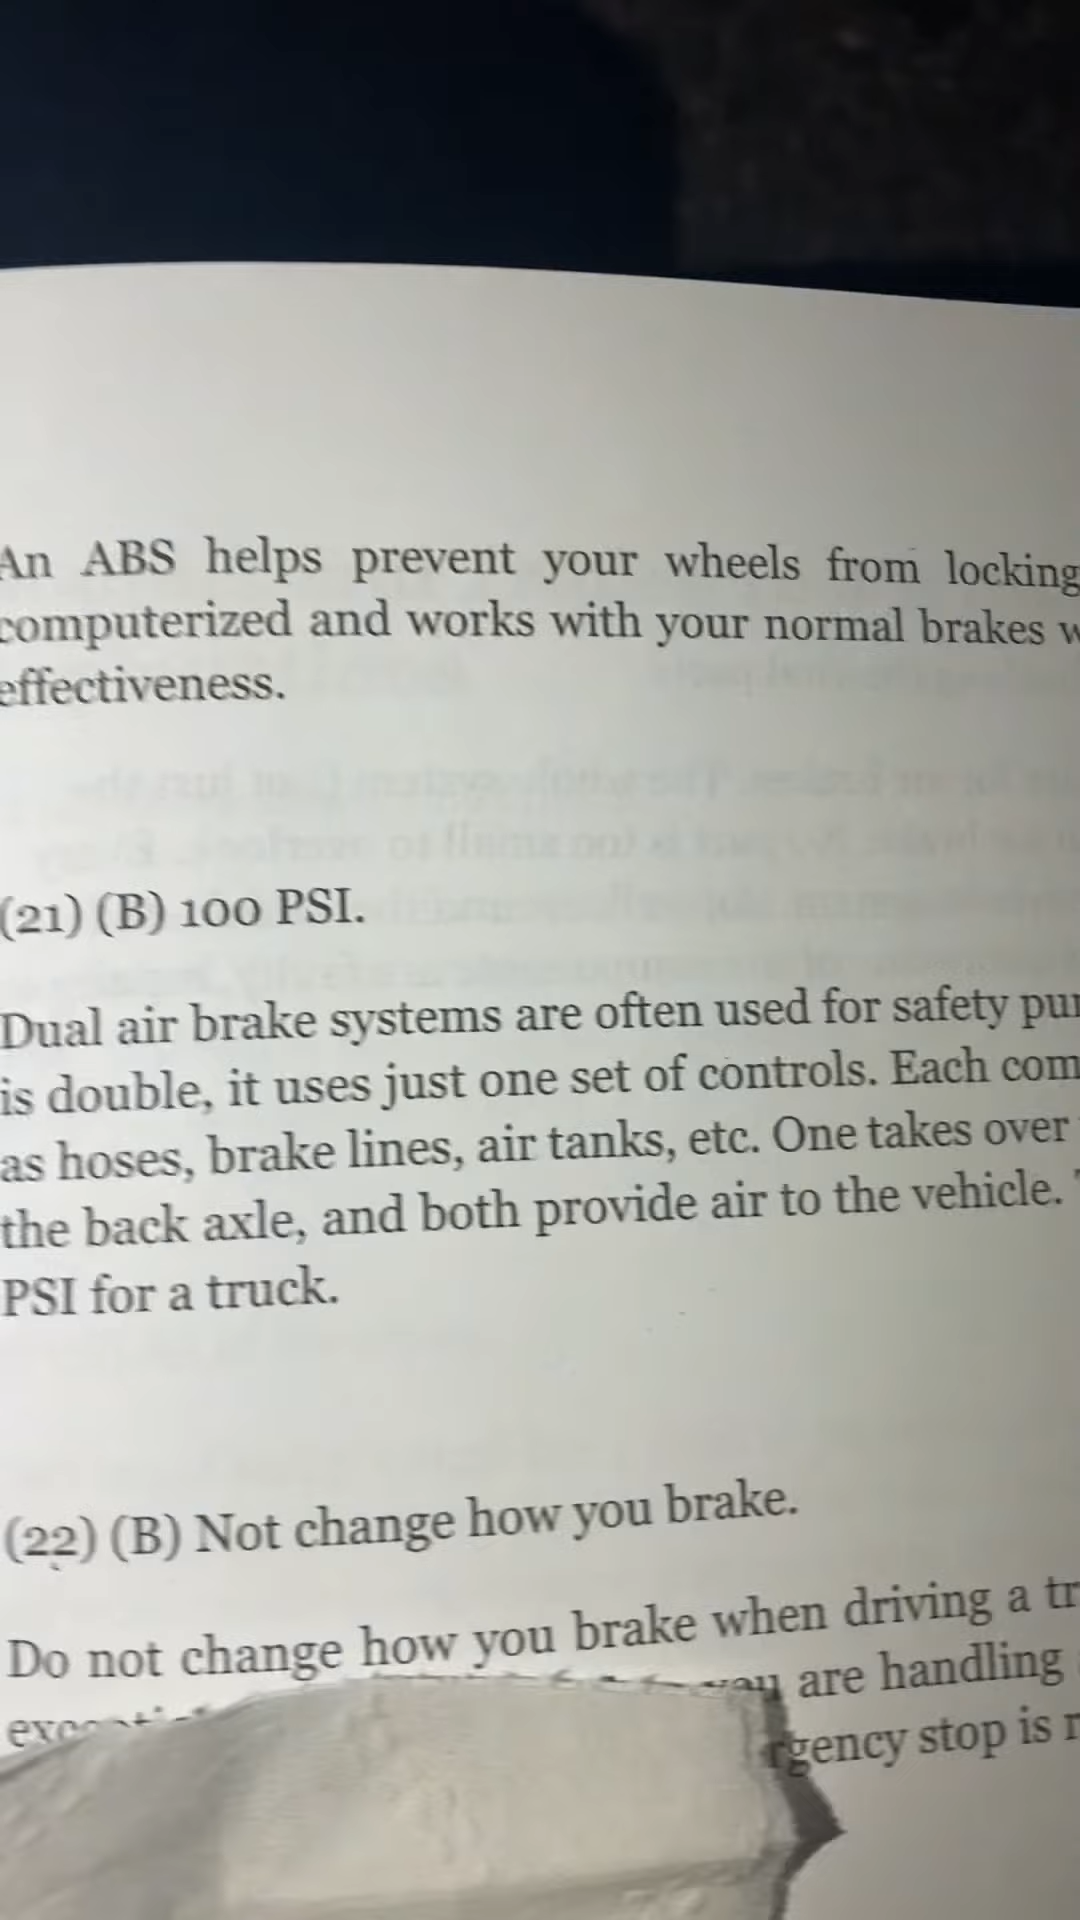 An ABS helps prevent your wheels from locking
computerized and works with your normal brakes
effectiveness.
(21) (B) 100 PSI.
Dual air brake systems are often used for safety
is double, it uses just one set of controls. Each
as hoses, brake lines, air tanks, etc. One takes over
the back axle, and both provide air to the vehicle.
PSI for a truck.
(22) (B) Not change how you brake.
Do not change how you brake when driving a
you are handling
stop is